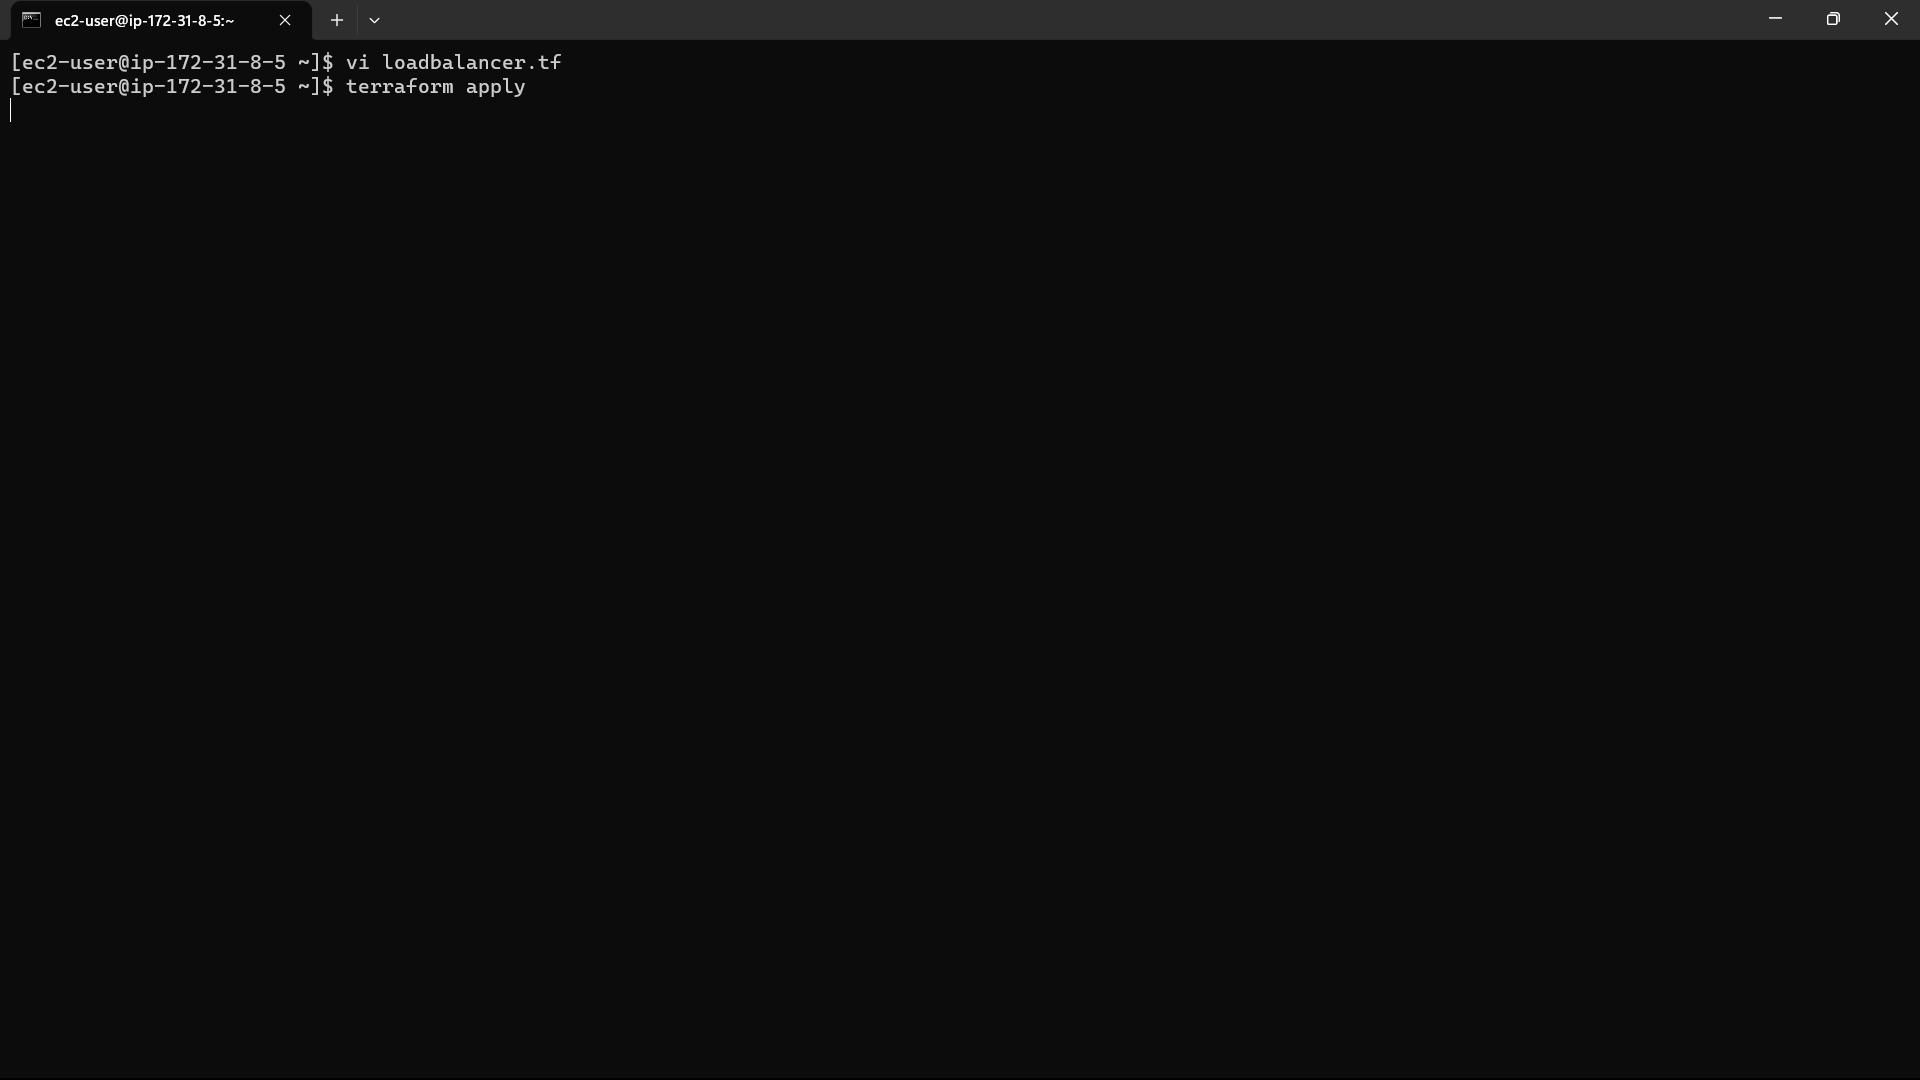 ec2-user@ip-172-31-8-5:~
[ec2-user@ip-172-31-8-5 ~]$ vi loadbalancer.tf
[ec2-user@ip-172-31-8-5 ~]$ terraform apply